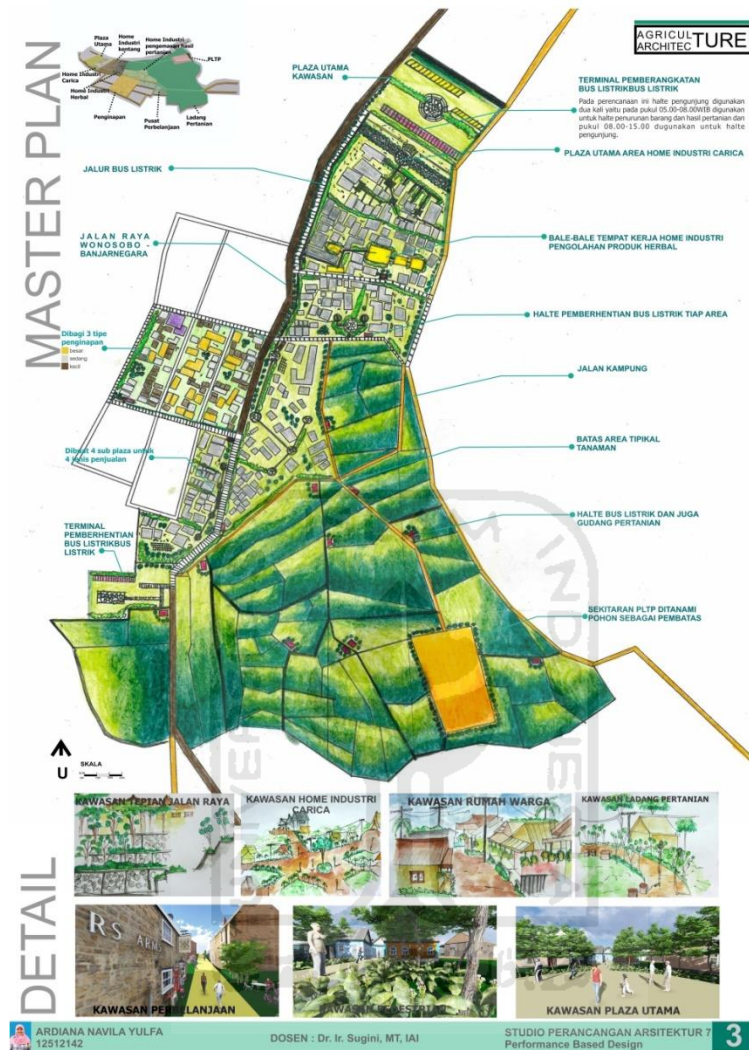 MASTER PLAN
Plaza
Utama
Home
Industri
kentang
Home Industri
pengemasan hasil
pertanian
PLTP
Home Industri
Carica
Home Industri
Herbal
Penginapan
Pusat
Perbelanjaan
Ladang
Pertanian
AGRICUL
ARCHITEC TURE
PLAZA UTAMA
KAWASAN
TERMINAL PEMBERANGKATAN
BUS LISTRIKBUS LISTRIK
Pada perencanaan ini halte pengunjung digunakan
dua kali yaitu pada pukul 05.00-08.00WIB digunakan
untuk halte penurunan barang dan hasil pertanian dan
pukul 08.00-15.00 dugunakan untuk halte
pengunjung.
PLAZA UTAMA AREA HOME INDUSTRI CARICA
JALUR BUS LISTRIK
JALAN RAYA
WONOSOBO -
BANJARNEGARA
BALE-BALE TEMPAT KERJA HOME INDUSTRI
PENGOLAHAN PRODUK HERBAL
HALTE PEMBERHENTIAN BUS LISTRIK TIAP AREA
Dibagi 3 tipe
penginapan
besar
sedang
kecil
JALAN KAMPUNG
BATAS AREA TIPIKAL
TANAMAN
Dibuat 4 sub plaza untuk
4 jenis penjualan
HALTE BUS LISTRIK DAN JUGA
GUDANG PERTANIAN
TERMINAL
PEMBERHENTIAN
BUS LISTRIKBUS
LISTRIK
SEKITARAN PLTP DITANAMI
POHON SEBAGAI PEMBATAS
U
SKALA
DETAIL
KAWASAN TEPIAN JALAN RAYA
KAWASAN HOME INDUSTRI
CARICA
KAWASAN RUMAH WARGA
KAWASAN LADANG PERTANIAN
RS ARMS
KAWASAN PERBELANJAAN
KAWASAN PEDESTRIAN
KAWASAN PLAZA UTAMA
ARDIANA NAVILA YULFA
12512142
DOSEN : Dr. Ir. Sugini, MT, IAI
STUDIO PERANCANGAN ARSITEKTUR 7
Performance Based Design
3